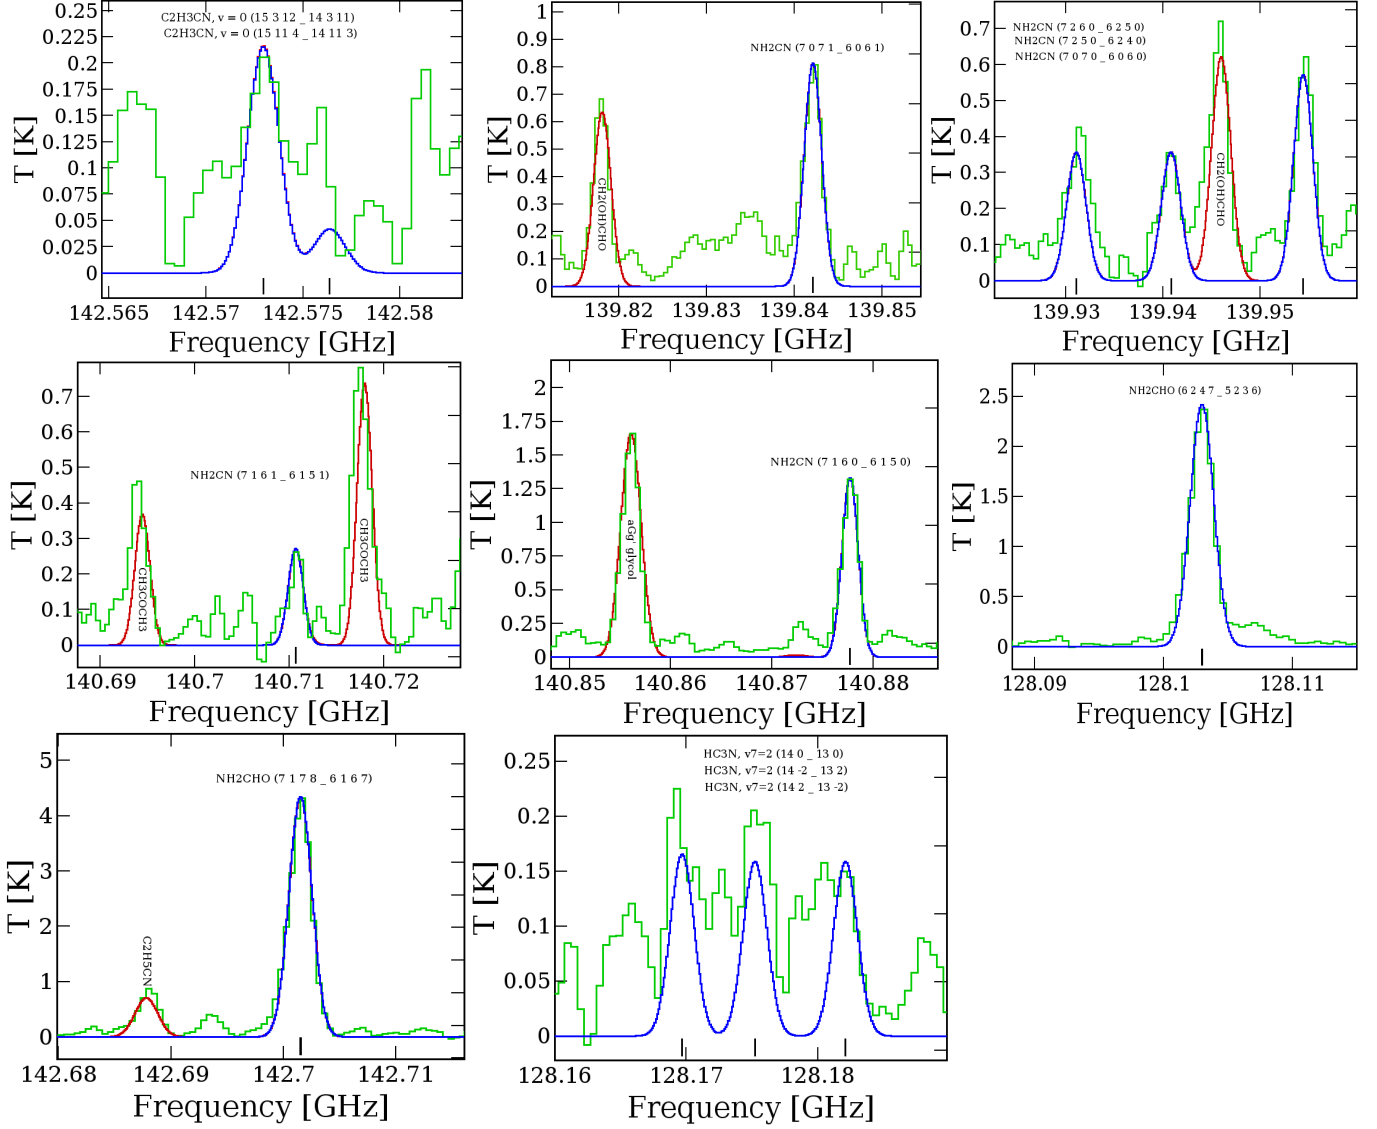 C2H3CN, v = 0 (15 3 12 _ 14 3 11)
C2H3CN, v = 0 (15 11 4 _ 14 11 3)
0.25
0.225
0.2
0.175
0.15
0.125
0.1
0.075
0.05
0.025
0
T [K]
142.565 142.57 142.575 142.58
Frequency [GHz]
NH2CN (7 0 7 1 _ 6 0 6 1)
CH2(OH)CHO
1
0.9
0.8
0.7
0.6
0.5
0.4
0.3
0.2
0.1
0
T [K]
139.82 139.83 139.84 139.85
Frequency [GHz]
NH2CN (7 2 6 0 _ 6 2 5 0)
NH2CN (7 2 5 0 _ 6 2 4 0)
NH2CN (7 0 7 0 _ 6 0 6 0)
CH2(OH)CHO
0.7
0.6
0.5
0.4
0.3
0.2
0.1
0
T [K]
139.93 139.94 139.95
Frequency [GHz]
NH2CN (7 1 6 1 _ 6 1 5 1)
CH3COCH3
CH3COCH3
0.7
0.6
0.5
0.4
0.3
0.2
0.1
0
T [K]
140.69 140.7 140.71 140.72
Frequency [GHz]
NH2CN (7 1 6 0 _ 6 1 5 0)
aGg' glycol
2
1.75
1.5
1.25
1
0.75
0.5
0.25
0
T [K]
140.85 140.86 140.87 140.88
Frequency [GHz]
NH2CHO (6 2 4 7 _ 5 2 3 6)
2.5
2
1.5
1
0.5
0
T [K]
128.09 128.1 128.11
Frequency [GHz]
NH2CHO (7 1 7 8 _ 6 1 6 7)
C2H5CN
5
4
3
2
1
0
T [K]
142.68 142.69 142.7 142.71
Frequency [GHz]
HC3N, v7=2 (14 0 _ 13 0)
HC3N, v7=2 (14 -2 _ 13 2)
HC3N, v7=2 (14 2 _ 13 -2)
0.25
0.2
0.15
0.1
0.05
0
T [K]
128.16 128.17 128.18
Frequency [GHz]